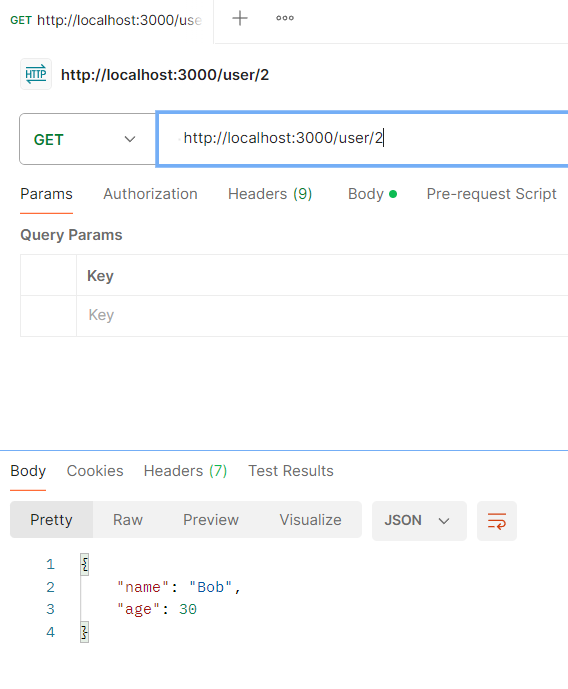 GET http://localhost:3000/use
HTTP http://localhost:3000/user/2
GET http://localhost:3000/user/2
Params Authorization Headers (9) Body Pre-request Script
Query Params
Key
Key
Body Cookies Headers (7) Test Results
Pretty Raw Preview Visualize JSON
1 {
2 "name": "Bob",
3 "age": 30
4 }